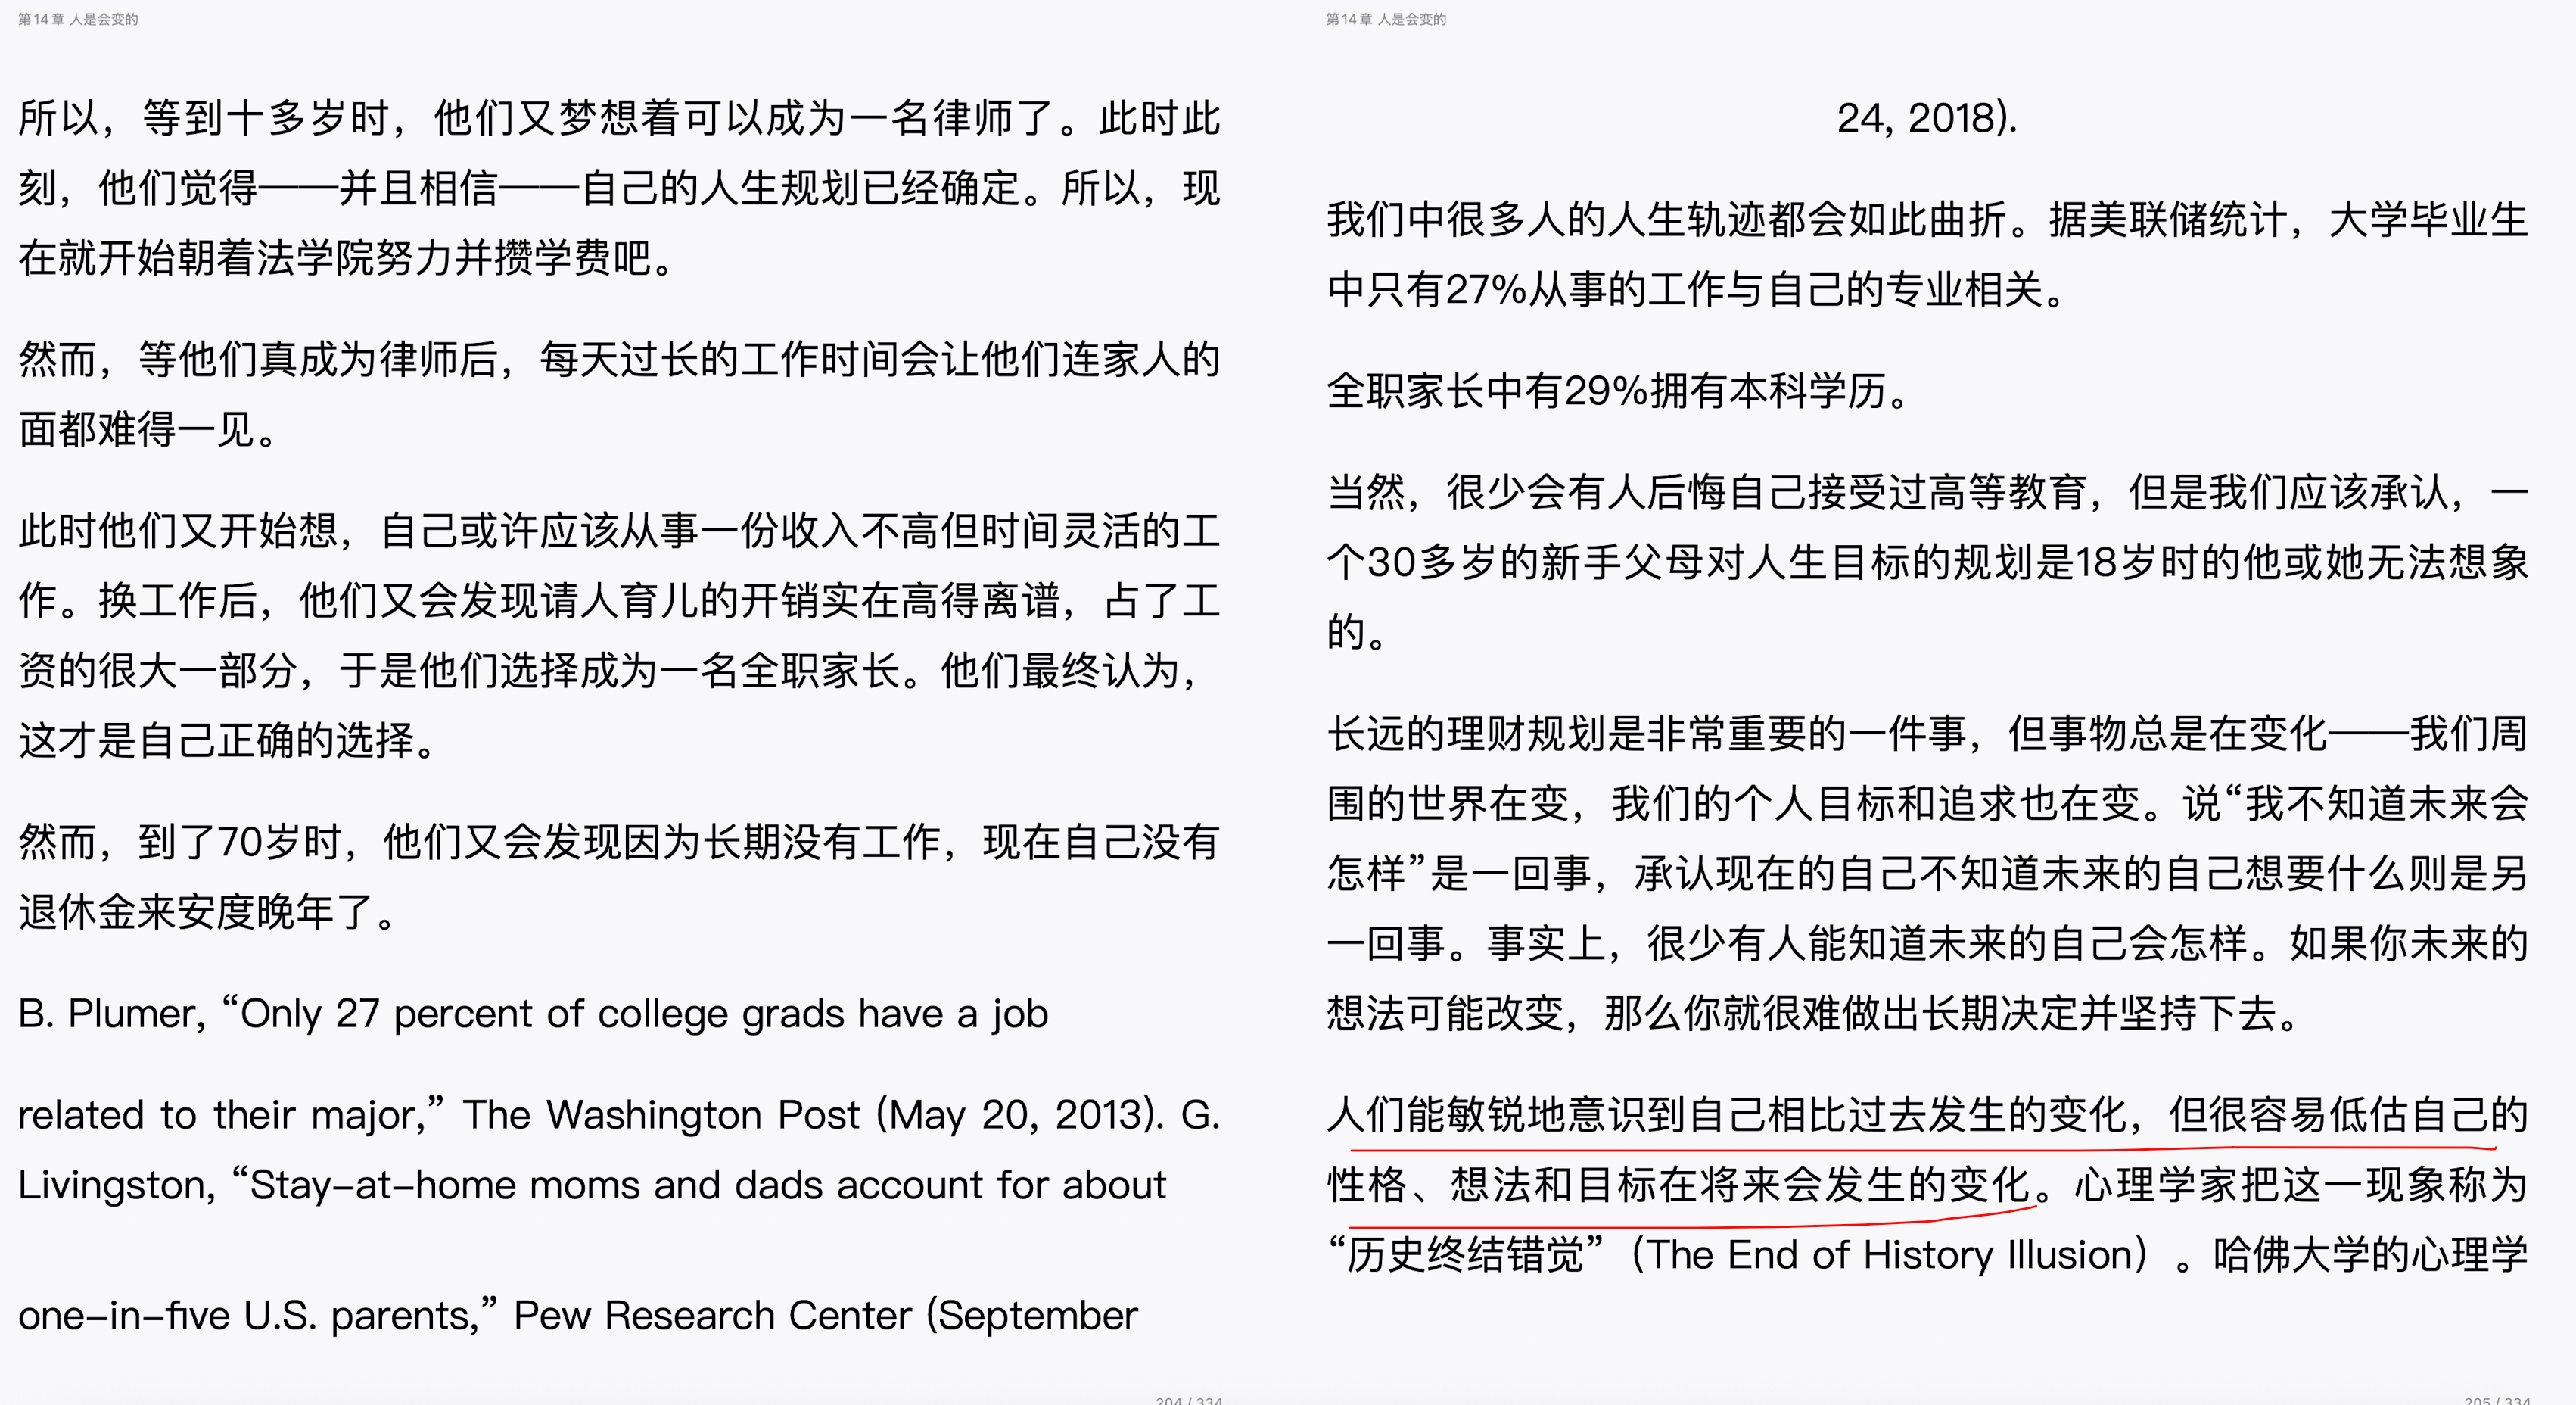 第14章 人是会变的
所以，等到十多岁时，他们又梦想着可以成为一名律师了。此时此
刻，他们觉得——并且相信——自己的人生规划已经确定。所以，现
在就开始朝着法学院努力并攒学费吧。
然而，等他们真成为律师后，每天过长的工作时间会让他们连家人的
面都难得一见。
此时他们又开始想，自己或许应该从事一份收入不高但时间灵活的工
作。换工作后，他们又会发现请人育儿的开销实在高得离谱，占了工
资的很大一部分，于是他们选择成为一名全职家长。他们最终认为，
这才是自己正确的选择。
然而，到了70岁时，他们又会发现因为长期没有工作，现在自己没有
退休金来安度晚年了。
B. Plumer, “Only 27 percent of college grads have a job
related to their major,” The Washington Post (May 20, 2013). G.
Livingston, “Stay–at–home moms and dads account for about
one–in–five U.S. parents,” Pew Research Center (September
204 / 334
第14章 人是会变的
24, 2018).
我们中很多人的人生轨迹都会如此曲折。据美联储统计，大学毕业生
中只有27%从事的工作与自己的专业相关。
全职家长中有29%拥有本科学历。
当然，很少会有人后悔自己接受过高等教育，但是我们应该承认，一
个30多岁的新手父母对人生目标的规划是18岁时的他或她无法想象
的。
长远的理财规划是非常重要的一件事，但事物总是在变化——我们周
围的世界在变，我们的个人目标和追求也在变。说“我不知道未来会
怎样”是一回事，承认现在的自己不知道未来的自己想要什么则是另
一回事。事实上，很少有人能知道未来的自己会怎样。如果你未来的
想法可能改变，那么你就很难做出长期决定并坚持下去。
人们能敏锐地意识到自己相比过去发生的变化，但很容易低估自己的
性格、想法和目标在将来会发生的变化。心理学家把这一现象称为
“历史终结错觉”（The End of History Illusion）。哈佛大学的心理学
205 / 334